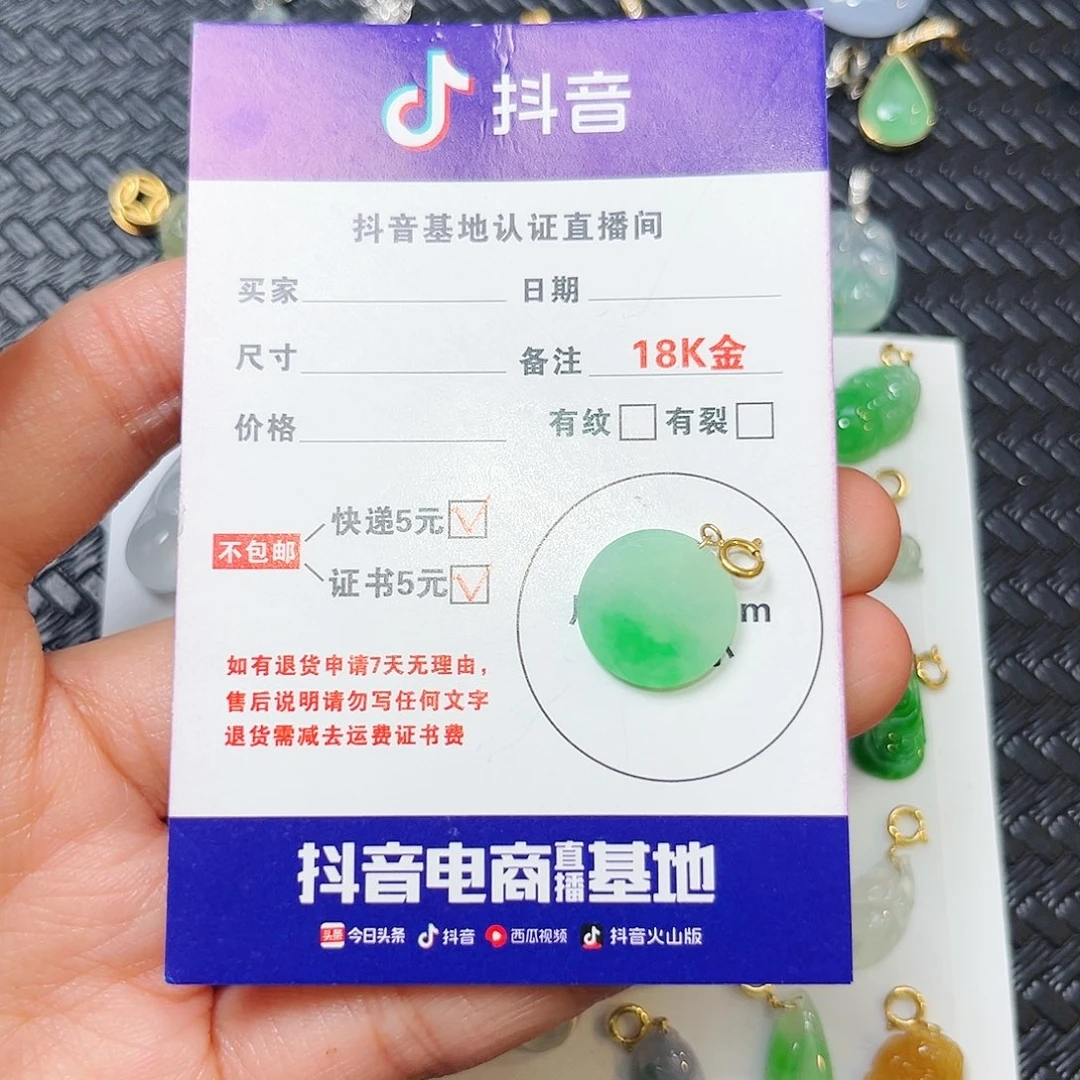 抖音
抖音基地认证直播间
买家 日期
尺寸 备注 18K金
价格 有纹 有裂
不包邮 快递5元
证书5元
m
如有退货申请7天无理由，
售后说明请勿写任何文字
退货需减去运费证书费
抖音电商直播基地
头条 今日头条 抖音 西瓜视频 抖音火山版